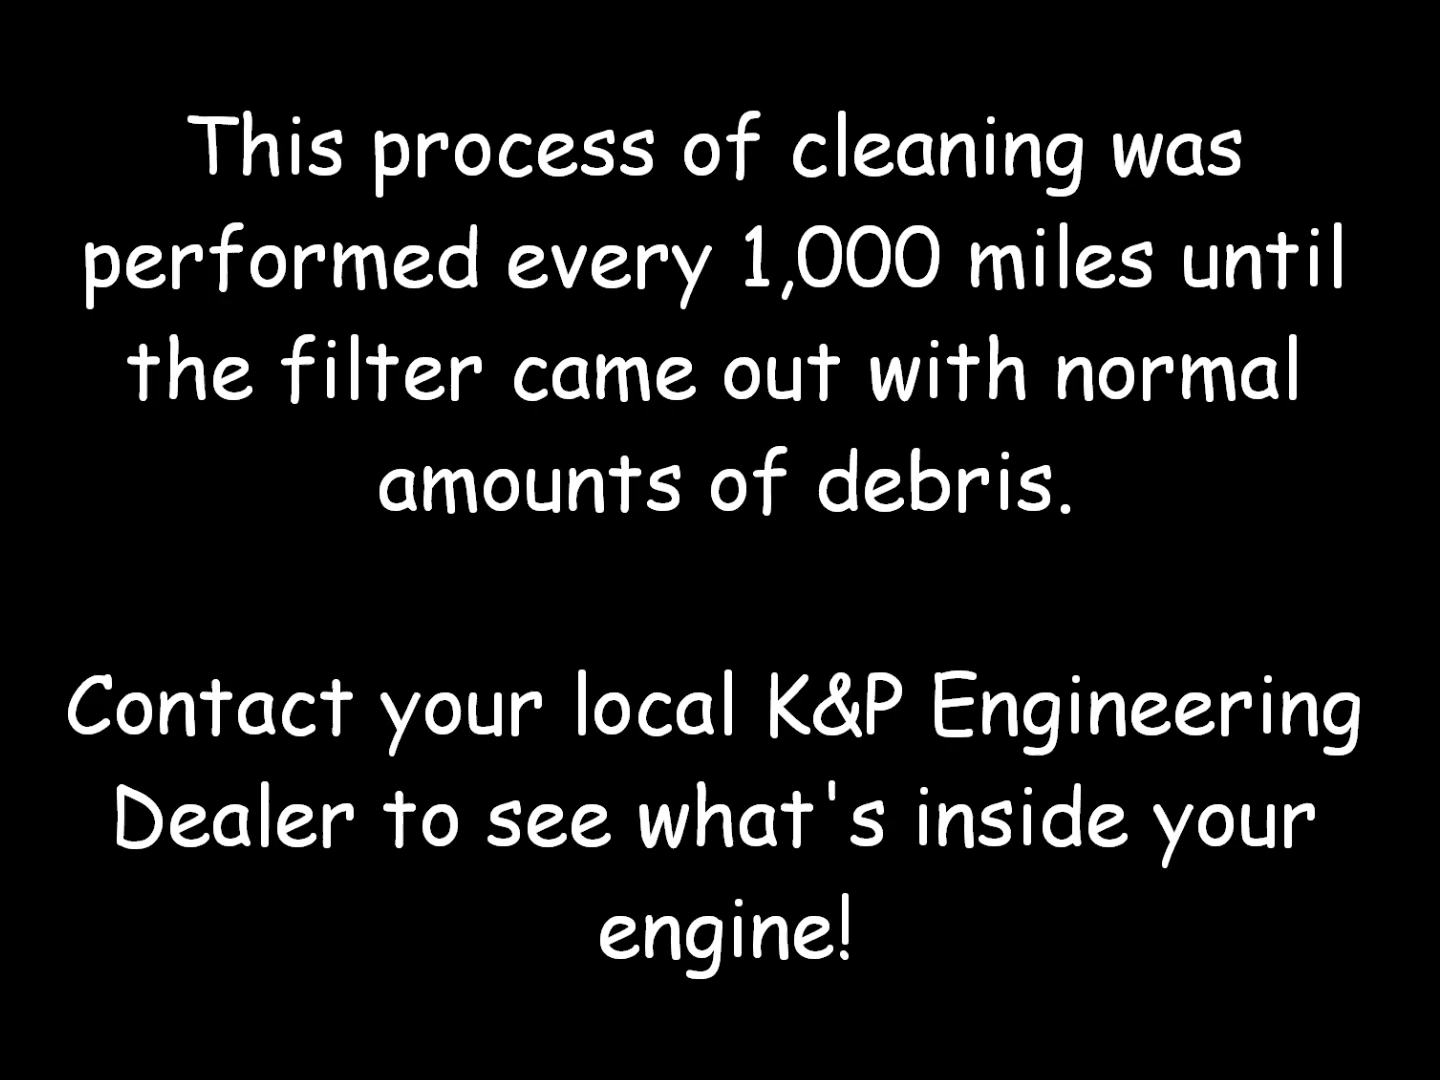 This process of cleaning was
performed every 1,000 miles until
the filter came out with normal
amounts of debris.
Contact your local K&P Engineering
Dealer to see what's inside your
engine!